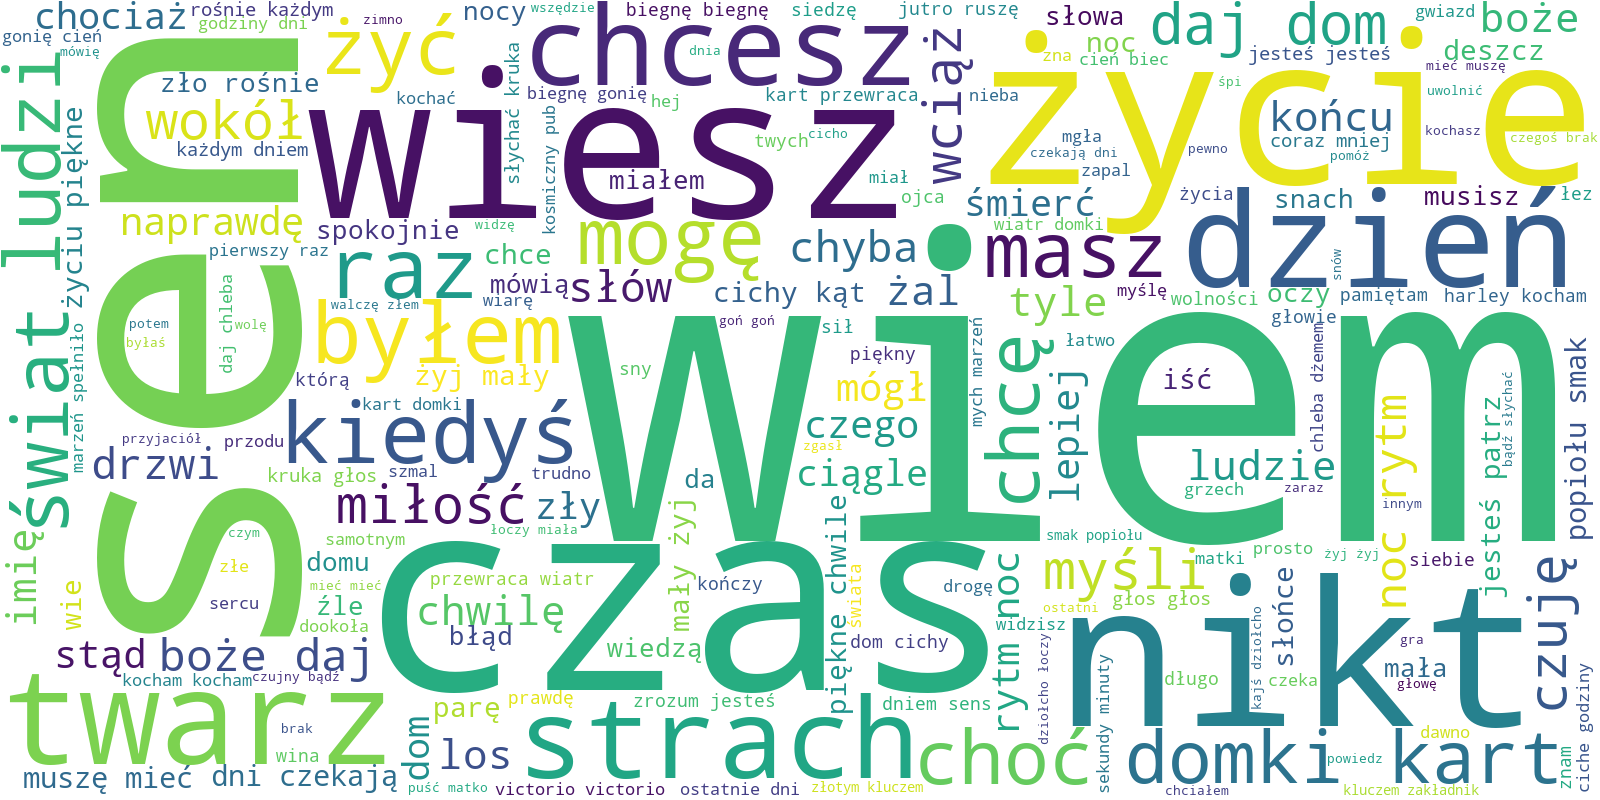 chociaż
rośnie każdym
godziny dni
zimno
nocy
wszędzie
biegnę biegnę
siedzę
jutro ruszę
słowa
daj dom
gwiazd
boże
gonię cień
mówię
żyć
chcesz
dnia
wciąż
życie
noc
zna
cień biec
jesteś jesteś
deszcz
mieć muszę
zło rośnie
kochać
słychać kruka
biegnę gonię
hej
kart przewraca
nieba
śpi
uwolnić
świat ludzi
życiu piękne
sen
wokół
każdym dniem
wiesz
kosmiczny pub
twych
cicho
mgła
czekają dni
zapal
końcu
coraz mniej
pomóż
pewno
kochasz
czegoś brak
miałem
miał
ojca
śmierć
życia
snach
musisz
łez
naprawdę
spokojnie
widzę
mogę
chyba
wiatr domki
masz
dzień
snów
pierwszy raz
raz
chce
mówią
słów
cichy kąt
żal
tyle
myślę
wolności
oczy
pamiętam
harley kocham
daj chleba
walczę złem
wiarę
głowie
potem
wolę
byłaś
byłem
goń goń
sił
mych marzeń
łatwo
chleba dżemem
marzeń spełniło
którą
żyj mały
sny
wiem
piękny
mógł
chcę
lepiej
iść
popiołu smak
kart domki
kiedyś
czego
zgasł
przyjaciół
przodu
drzwi
kruka głos
szmal
trudno
da
ciągle
ludzie
grzech
zaraz
noc rytm
jesteś patrz
bądź słychać
miłość
zły
innym
imię
czym
samotnym
łoczy miała
mały żyj
piękne chwile
smak popiołu
czas
złe
domu
matki
prosto
żyj żyj
siebie
wie
mieć mieć
przewraca wiatr
kończy
świata
drogę
rytm noc
myśli
głos głos
ostatni
słońce
czuję
sercu
źle
dookoła
chwilę
błąd
wiedzą
dom cichy
widzisz
nikt
gra
stąd
boże daj
dziołcho łoczy
kajś dziołcho
mała
kocham kocham
czujny bądź
sekundy minuty
długo
czeka
głowę
ciche godziny
twarz
prawdę
zrozum jesteś
dniem sens
brak
dom
parę
strach
choć
domki kart
dawno
wina
los
powiedz
znam
muszę mieć
dni czekają
puść matko
victorio victorio
ostatnie dni
złotym kluczem
chciałem
kluczem zakładnik